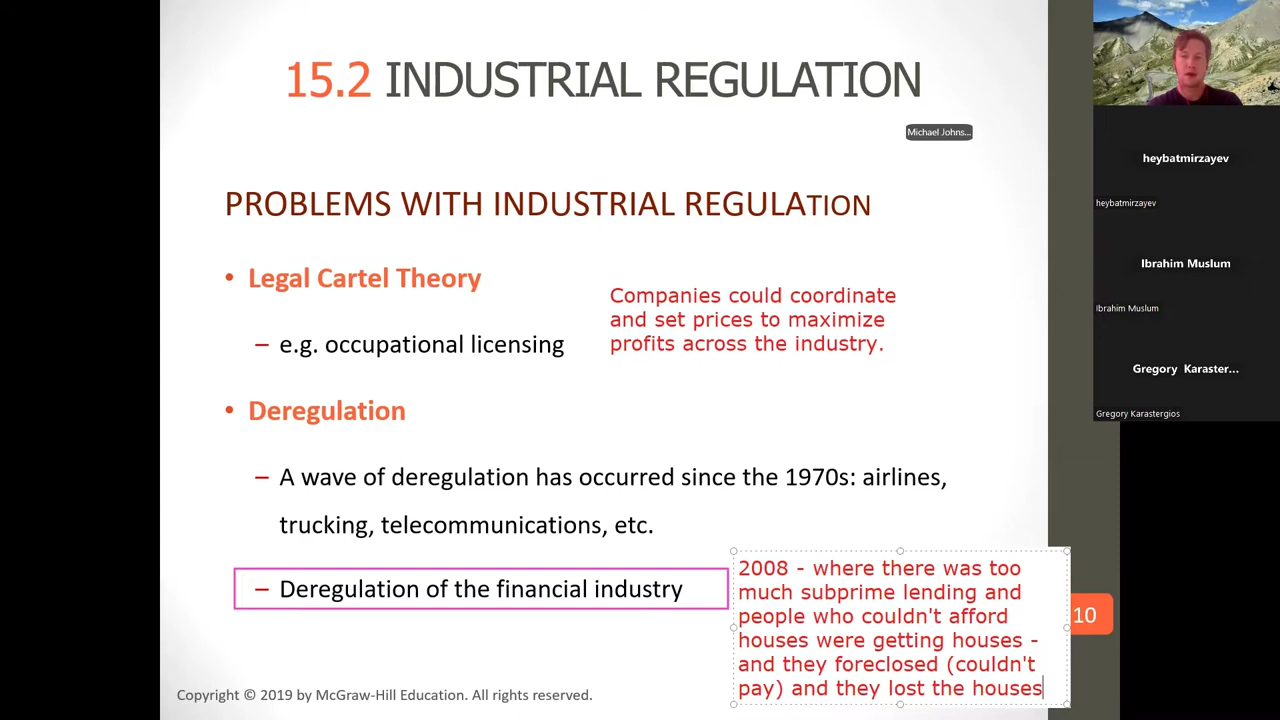 15.2 INDUSTRIAL REGULATION
Michael Johns...
PROBLEMS WITH INDUSTRIAL REGULATION
• Legal Cartel Theory
– e.g. occupational licensing
Companies could coordinate
and set prices to maximize
profits across the industry.
• Deregulation
– A wave of deregulation has occurred since the 1970s: airlines,
trucking, telecommunications, etc.
– Deregulation of the financial industry
2008 - where there was too
much subprime lending and
people who couldn't afford
houses were getting houses -
and they foreclosed (couldn't
pay) and they lost the houses
10
Copyright © 2019 by McGraw-Hill Education. All rights reserved.
heybatmirzayev
heybatmirzayev
Ibrahim Muslum
Ibrahim Muslum
Gregory Karaster...
Gregory Karastergios